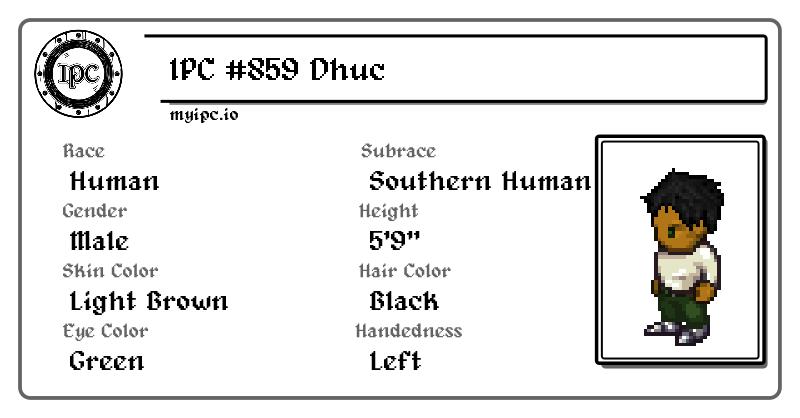 IPC
IPC #859 Dhuc
myipc.io
Race
Subrace
Human
Southern Human
Gender
Height
Male
5'9"
Skin Color
Hair Color
Light Brown
Black
Eye Color
Handedness
Green
Left